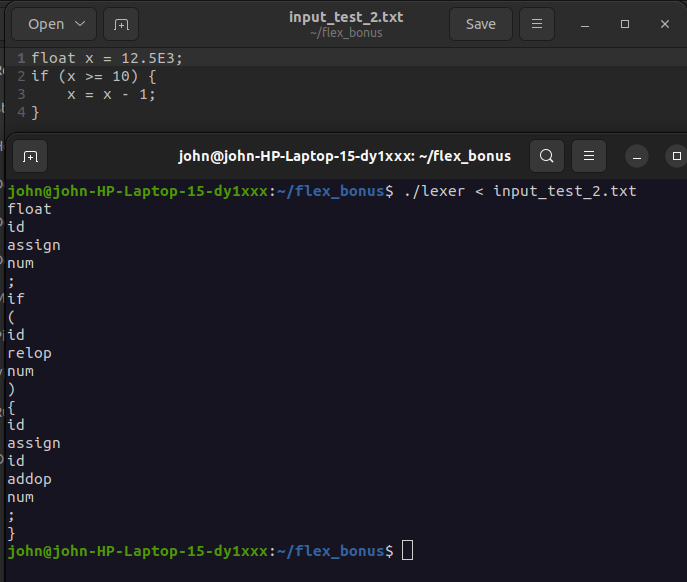 Open
input_test_2.txt
~/flex_bonus
Save
1 float x = 12.5E3;
2 if (x >= 10) {
3     x = x - 1;
4 }
john@john-HP-Laptop-15-dy1xxx: ~/flex_bonus
john@john-HP-Laptop-15-dy1xxx:~/flex_bonus$ ./lexer < input_test_2.txt
float
id
assign
num
;
if
(
id
relop
num
)
{
id
assign
id
addop
num
;
}
john@john-HP-Laptop-15-dy1xxx:~/flex_bonus$